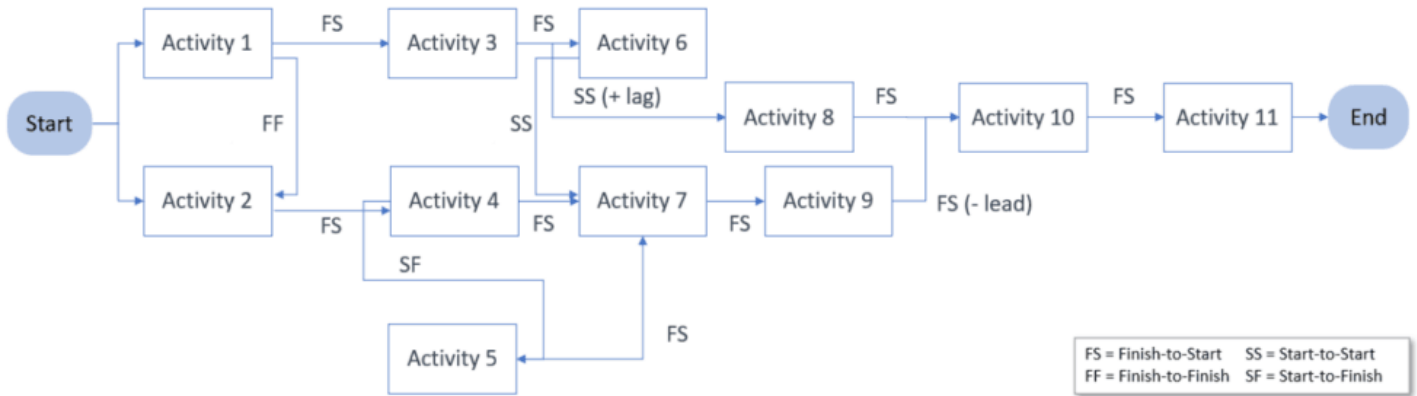 Activity 1
FS
Activity 3
FS
Activity 6
Start
FF
SS
SS (+ lag)
Activity 8
FS
Activity 10
FS
Activity 11
End
Activity 2
FS
Activity 4
FS
Activity 7
FS
Activity 9
FS (- lead)
SF
Activity 5
FS
FS = Finish-to-Start SS = Start-to-Start
FF = Finish-to-Finish SF = Start-to-Finish